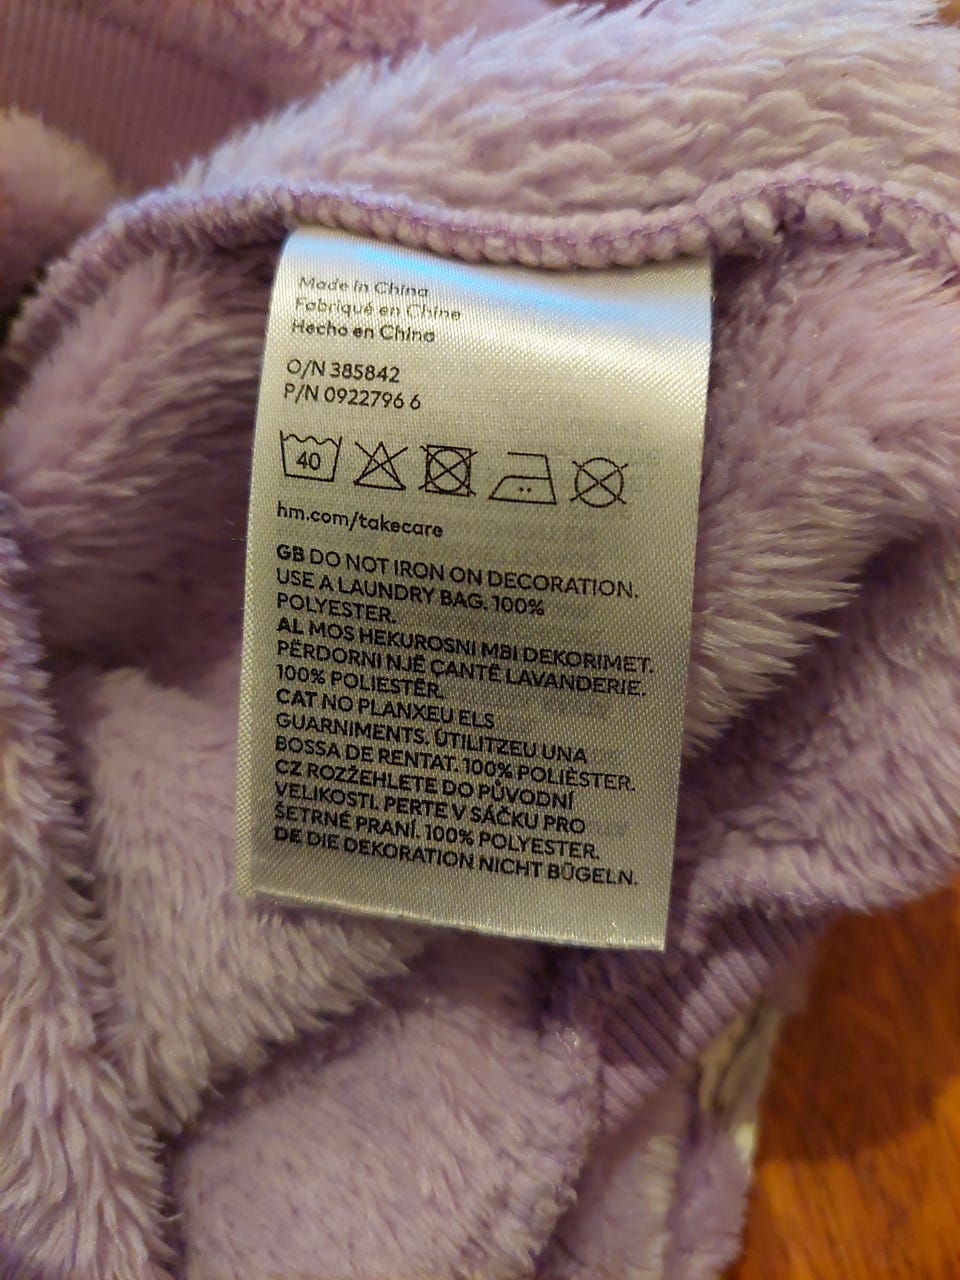 Made in China
Fabriqué en Chine
Hecho en China
O/N 385842
P/N 0922796 6
40
hm.com/takecare
GB DO NOT IRON ON DECORATION.
USE A LAUNDRY BAG. 100%
POLYESTER.
AL MOS HEKUROSNI MBI DEKORIMET.
PËRDORNI NJË ÇANTË LAVANDERIE.
100% POLIESTËR.
CAT NO PLANXEU ELS
GUARNIMENTS. ÚTILITZEU UNA
BOSSA DE RENTAT. 100% POLIÈSTER.
CZ ROZŽEHLETE DO PŮVODNÍ
VELIKOSTI. PERTE V SÁČKU PRO
ŠETRNÉ PRANÍ. 100% POLYESTER.
DE DIE DEKORATION NICHT BÜGELN.